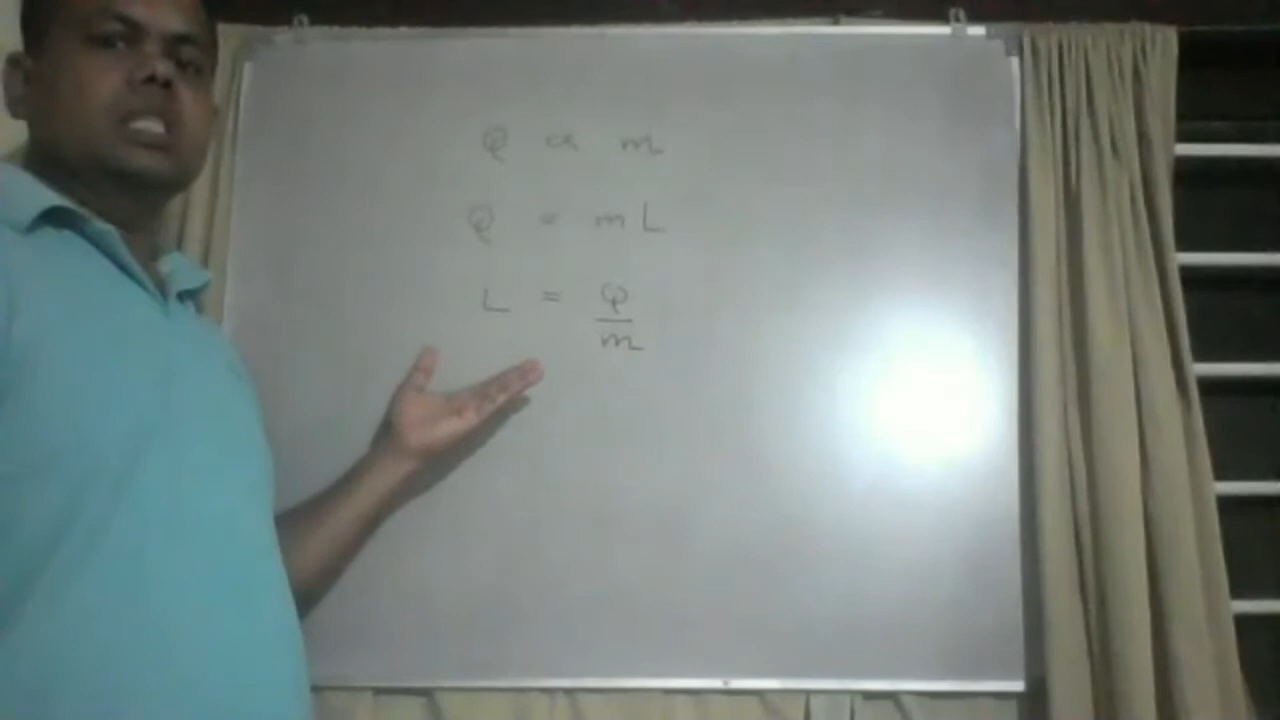 Q ∝ m
Q = mL
L = Q/m